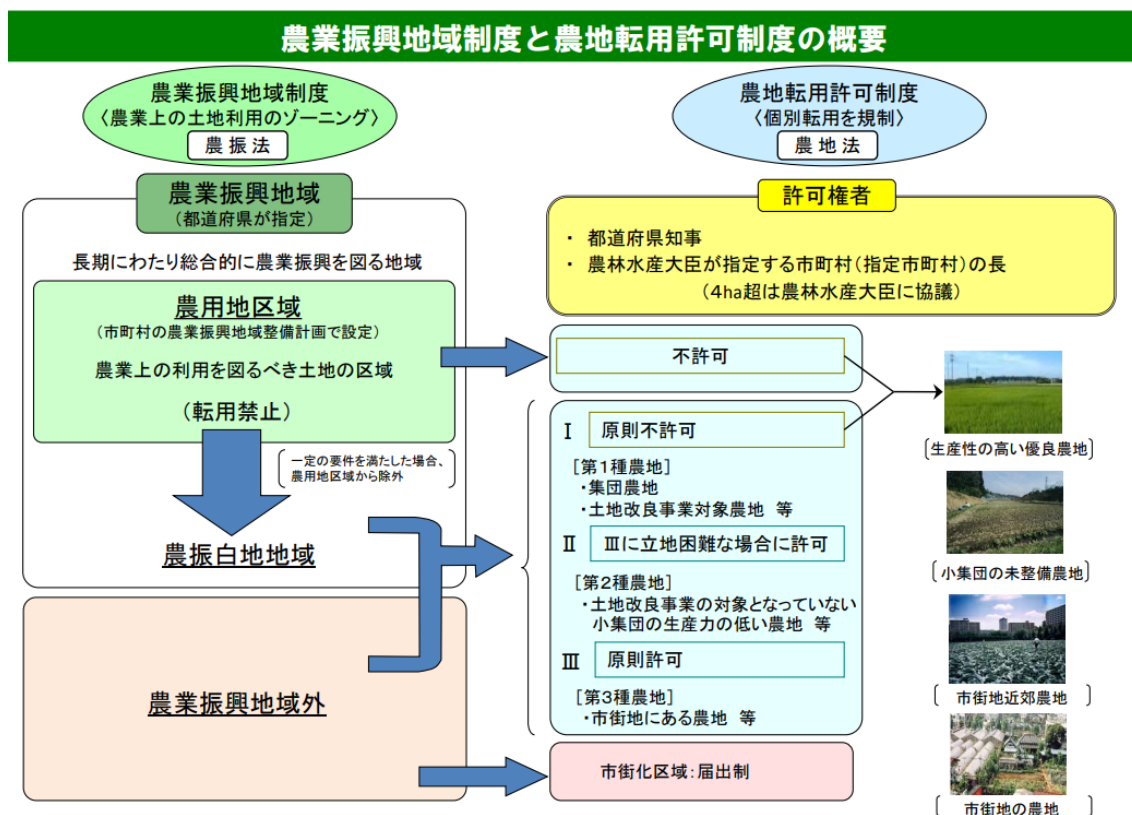 農業振興地域制度と農地転用許可制度の概要
農業振興地域制度
〈農業上の土地利用のゾーニング〉
農振法
農業振興地域
(都道府県が指定)
長期にわたり総合的に農業振興を図る地域
農用地区域
(市町村の農業振興地域整備計画で設定)
農業上の利用を図るべき土地の区域
(転用禁止)
一定の要件を満たした場合、
農用地区域から除外
農振白地地域
農業振興地域外
農地転用許可制度
〈個別転用を規制〉
農地法
許可権者
・ 都道府県知事
・ 農林水産大臣が指定する市町村(指定市町村)の長
(4ha超は農林水産大臣に協議)
不許可
Ⅰ 原則不許可
[第1種農地]
・集団農地
・土地改良事業対象農地 等
Ⅱ Ⅲに立地困難な場合に許可
[第2種農地]
・土地改良事業の対象となっていない
小集団の生産力の低い農地 等
Ⅲ 原則許可
[第3種農地]
・市街地にある農地 等
市街化区域:届出制
生産性の高い優良農地
小集団の未整備農地
市街地近郊農地
市街地の農地